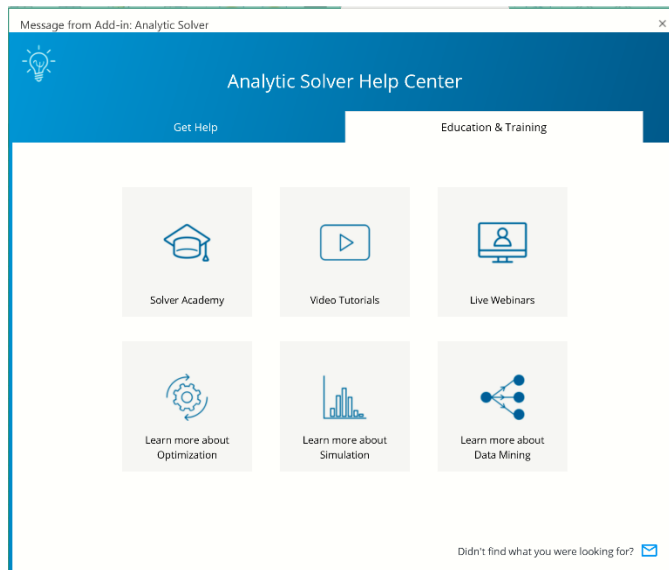 Message from Add-in: Analytic Solver
Analytic Solver Help Center
Get Help
Education & Training
Solver Academy
Video Tutorials
Live Webinars
Learn more about
Optimization
Learn more about
Simulation
Learn more about
Data Mining
Didn't find what you were looking for?